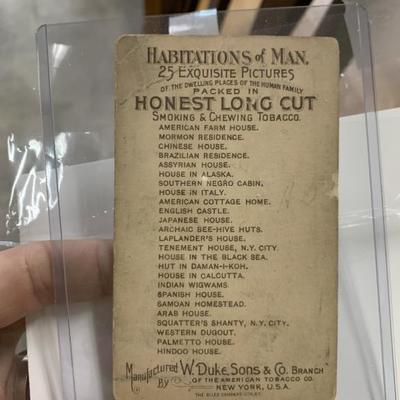 HABITATIONS of MAN.
25 EXQUISITE PICTURES
OF THE DWELLING PLACES OF THE HUMAN FAMILY
PACKED IN
HONEST LONG CUT
SMOKING & CHEWING TOBACCO.
AMERICAN FARM HOUSE.
MORMON RESIDENCE.
CHINESE HOUSE.
BRAZILIAN RESIDENCE.
ASSYRIAN HOUSE.
HOUSE IN ALASKA.
SOUTHERN NEGRO CABIN.
HOUSE IN ITALY.
AMERICAN COTTAGE HOME.
ENGLISH CASTLE.
JAPANESE HOUSE.
ARCHAIC BEE-HIVE HUTS.
LAPLANDER'S HOUSE.
TENEMENT HOUSE, N.Y. CITY.
HOUSE IN THE BLACK SEA.
HUT IN DAMAN-I-KOH.
HOUSE IN CALCUTTA.
INDIAN WIGWAMS.
SPANISH HOUSE.
SAMOAN HOMESTEAD.
ARAB HOUSE.
SQUATTER'S SHANTY, N.Y. CITY.
WESTERN DUGOUT.
PALMETTO HOUSE.
HINDOO HOUSE.
Manufactured By W. Duke, Sons & Co. BRANCH
OF THE AMERICAN TOBACCO CO.
NEW YORK, U.S.A.